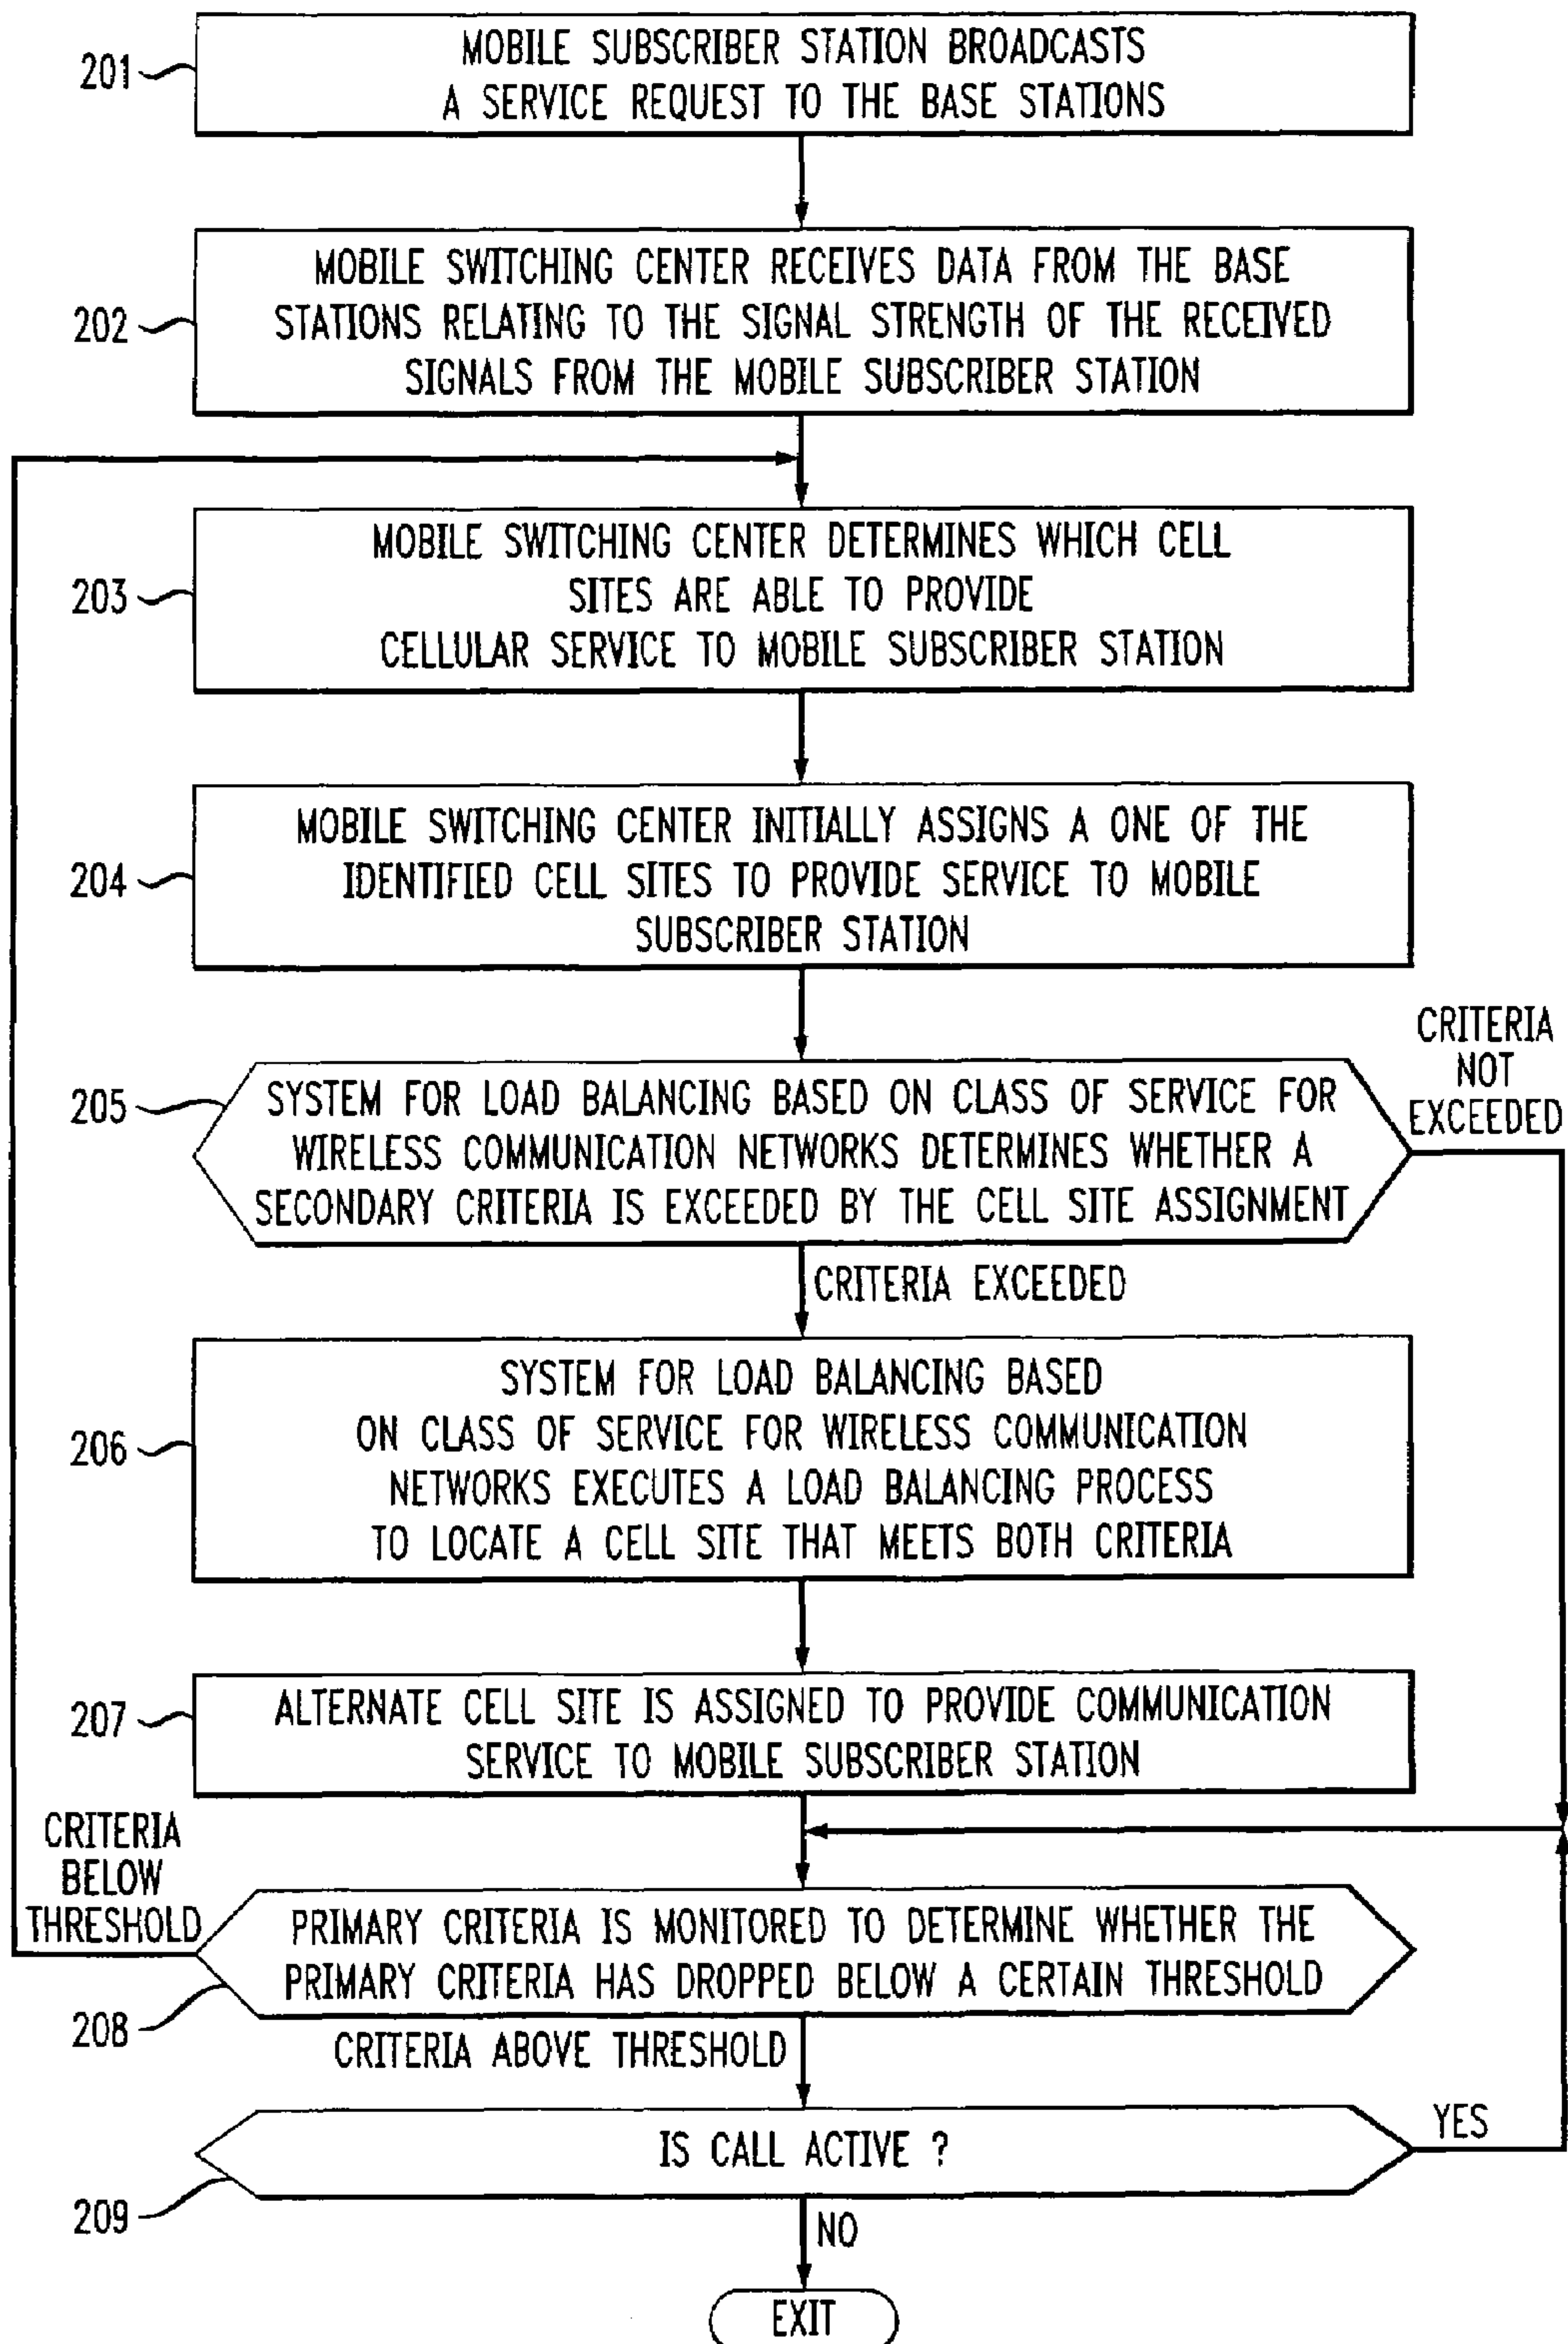 201
MOBILE SUBSCRIBER STATION BROADCASTS
A SERVICE REQUEST TO THE BASE STATIONS
202
MOBILE SWITCHING CENTER RECEIVES DATA FROM THE BASE
STATIONS RELATING TO THE SIGNAL STRENGTH OF THE RECEIVED
SIGNALS FROM THE MOBILE SUBSCRIBER STATION
203
MOBILE SWITCHING CENTER DETERMINES WHICH CELL
SITES ARE ABLE TO PROVIDE
CELLULAR SERVICE TO MOBILE SUBSCRIBER STATION
204
MOBILE SWITCHING CENTER INITIALLY ASSIGNS A ONE OF THE
IDENTIFIED CELL SITES TO PROVIDE SERVICE TO MOBILE
SUBSCRIBER STATION
205
SYSTEM FOR LOAD BALANCING BASED ON CLASS OF SERVICE FOR
WIRELESS COMMUNICATION NETWORKS DETERMINES WHETHER A
SECONDARY CRITERIA IS EXCEEDED BY THE CELL SITE ASSIGNMENT
CRITERIA
NOT
EXCEEDED
CRITERIA EXCEEDED
206
SYSTEM FOR LOAD BALANCING BASED
ON CLASS OF SERVICE FOR WIRELESS COMMUNICATION
NETWORKS EXECUTES A LOAD BALANCING PROCESS
TO LOCATE A CELL SITE THAT MEETS BOTH CRITERIA
207
ALTERNATE CELL SITE IS ASSIGNED TO PROVIDE COMMUNICATION
SERVICE TO MOBILE SUBSCRIBER STATION
CRITERIA
BELOW
THRESHOLD
208
PRIMARY CRITERIA IS MONITORED TO DETERMINE WHETHER THE
PRIMARY CRITERIA HAS DROPPED BELOW A CERTAIN THRESHOLD
CRITERIA ABOVE THRESHOLD
209
IS CALL ACTIVE ?
YES
NO
EXIT